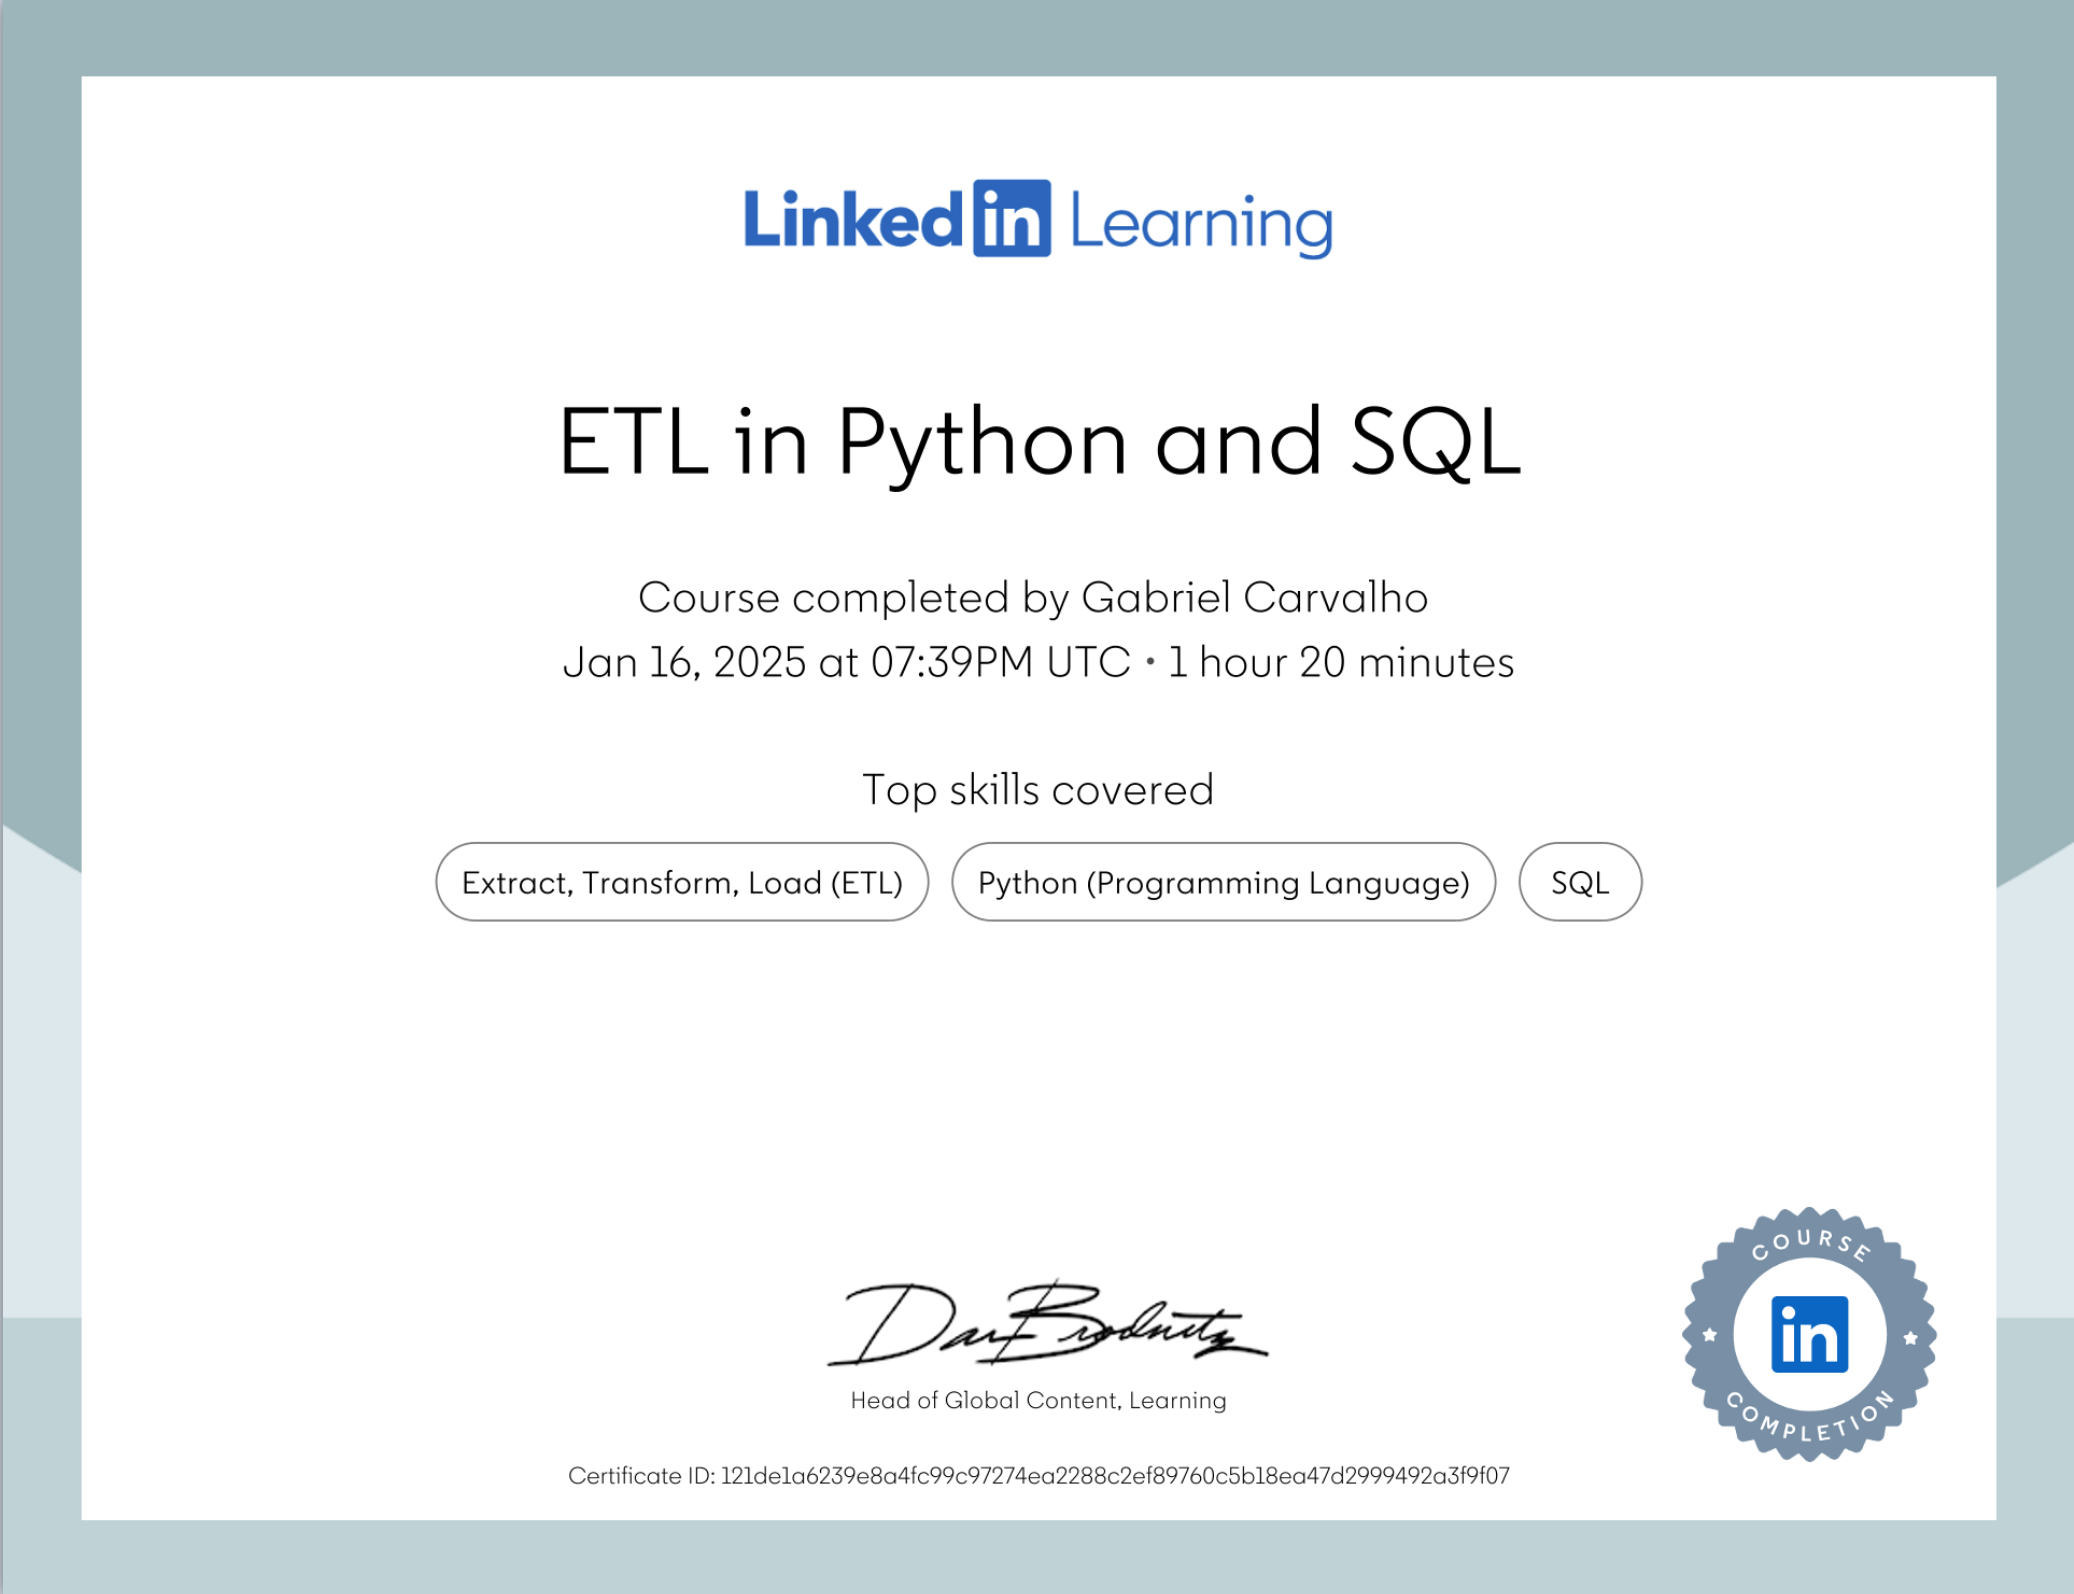 Linked in Learning
ETL in Python and SQL
Course completed by Gabriel Carvalho
Jan 16, 2025 at 07:39PM UTC • 1 hour 20 minutes
Top skills covered
Extract, Transform, Load (ETL)
Python (Programming Language)
SQL
Dan Brodnitz
Head of Global Content, Learning
Certificate ID: 121de1a6239e8a4fc99c97274ea2288c2ef89760c5b18ea47d2999492a3f9f07
COURSE
in
COMPLETION